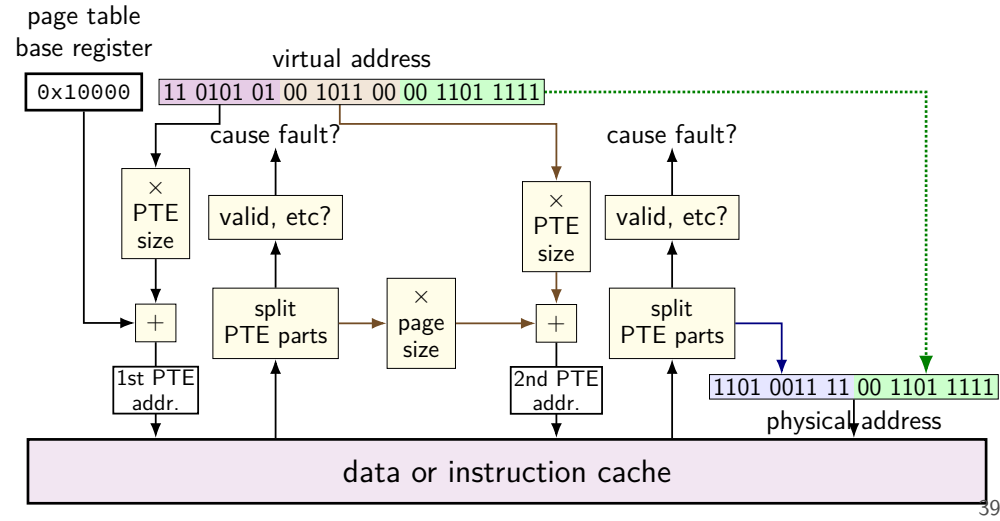 page table
base register
virtual address
0x10000
11 0101 01 00 1011 00 00 1101 1111
cause fault?
cause fault?
×
PTE
size
valid, etc?
×
PTE
size
valid, etc?
+
split
PTE parts
×
page
size
+
split
PTE parts
1st PTE
addr.
2nd PTE
addr.
1101 0011 11 00 1101 1111
physical address
data or instruction cache
39